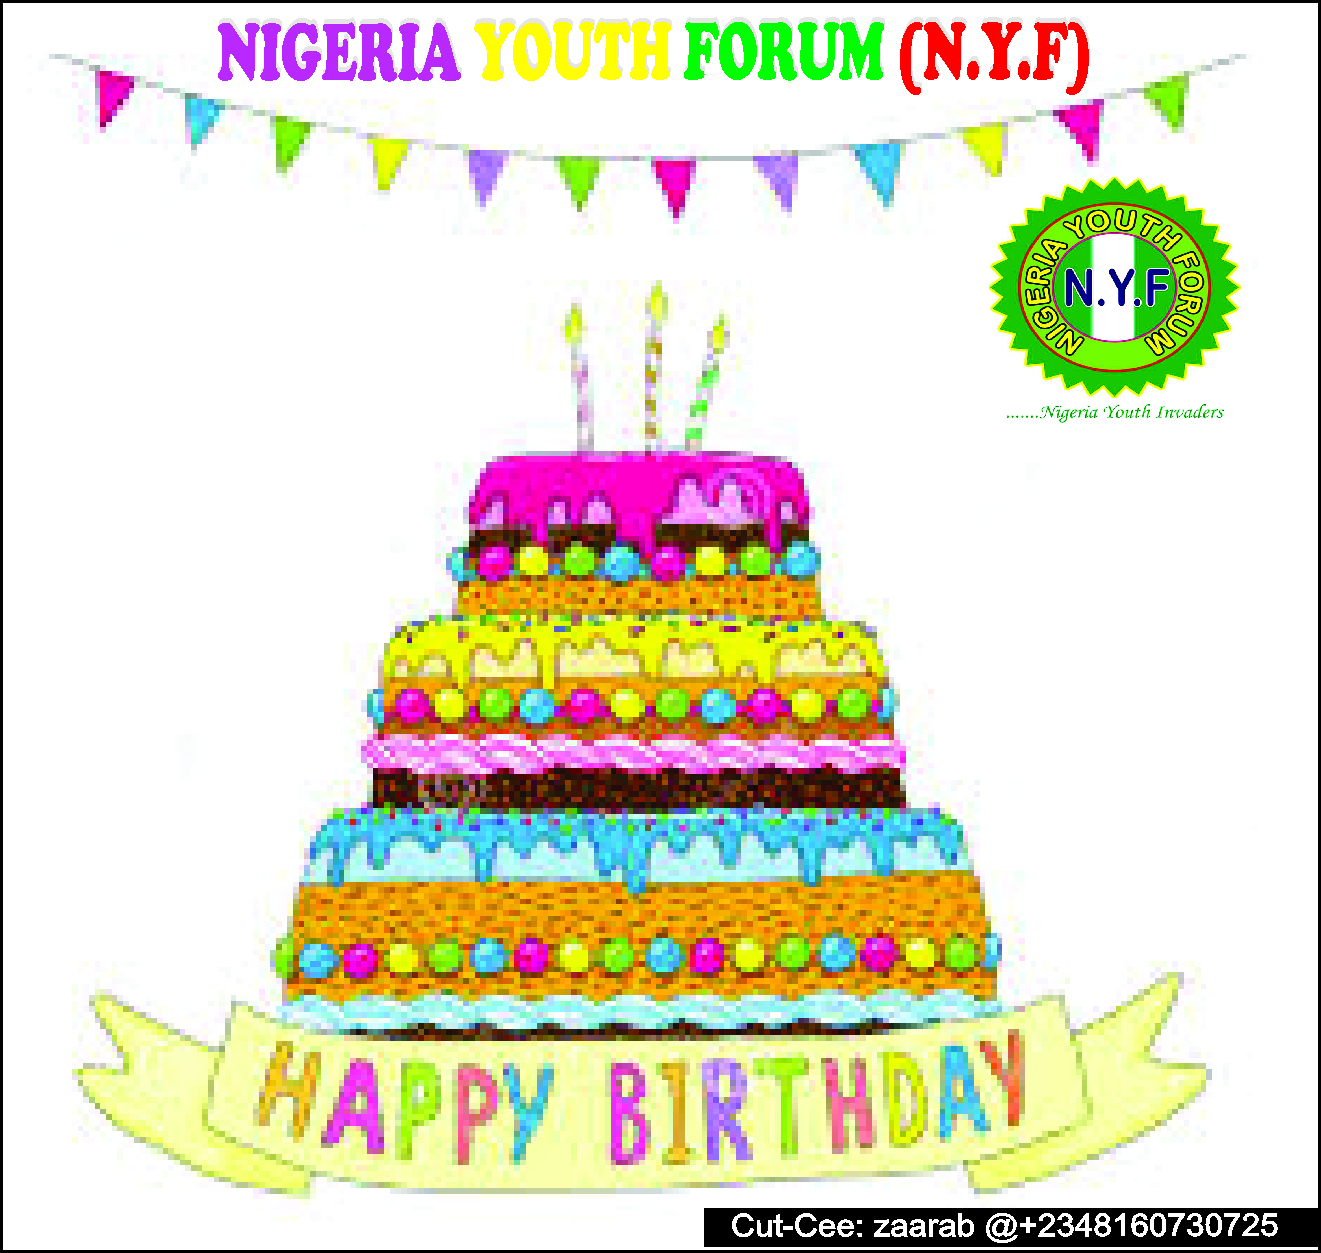 NIGERIA YOUTH FORUM (N.Y.F)
NIGERIA YOUTH FORUM
N.Y.F
.......Nigeria Youth Invaders
HAPPY BIRTHDAY
Cut-Cee: zaarab @+2348160730725